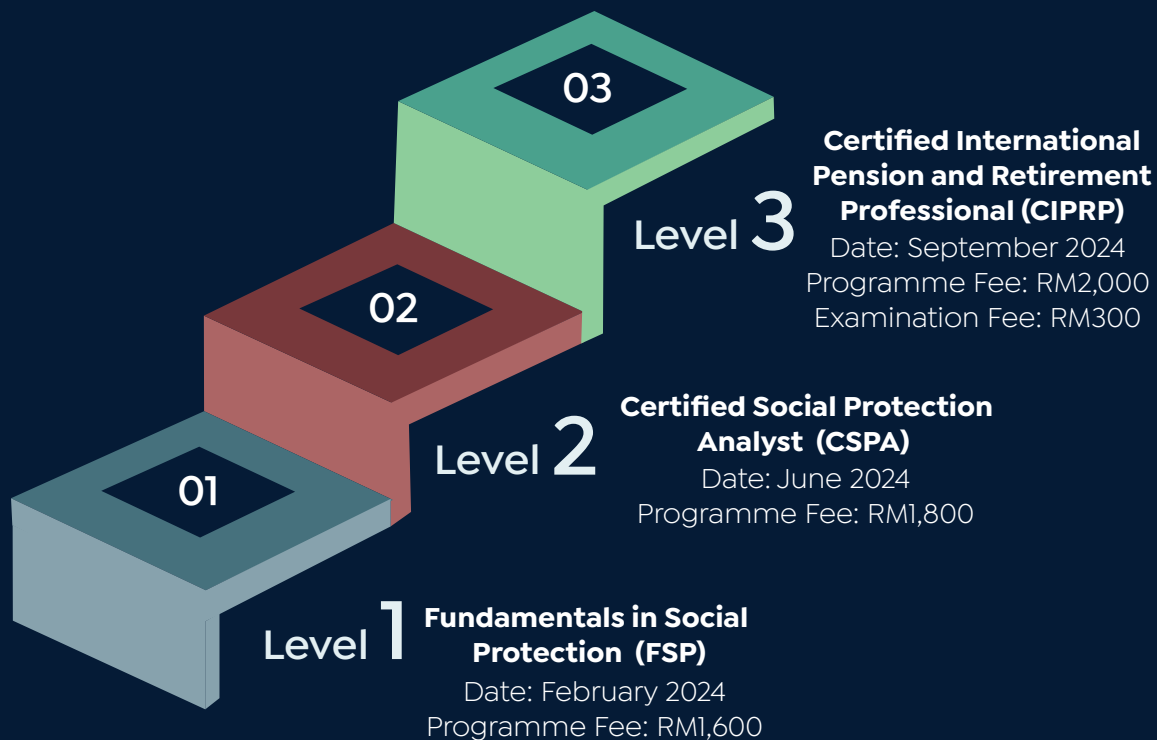 03
Certified International
Pension and Retirement
Professional (CIPRP)
Level 3
Date: September 2024
Programme Fee: RM2,000
Examination Fee: RM300
02
Certified Social Protection
Analyst (CSPA)
Level 2
Date: June 2024
Programme Fee: RM1,800
01
Fundamentals in Social
Protection (FSP)
Level 1
Date: February 2024
Programme Fee: RM1,600